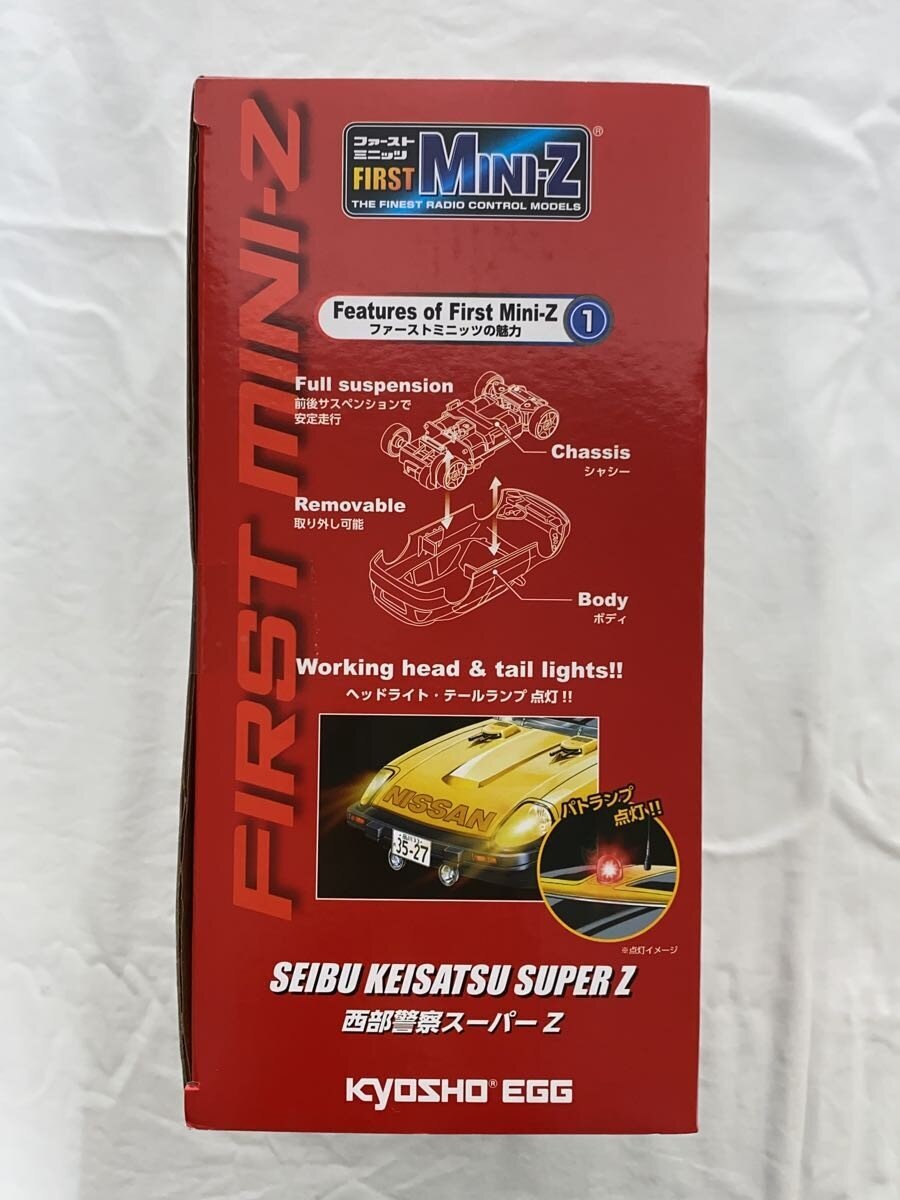 FIRST MINI-Z
ファースト
ミニッツ
FIRST MINI-Z ®
THE FINEST RADIO CONTROL MODELS
Features of First Mini-Z 1
ファーストミニッツの魅力
Full suspension
前後サスペンションで
安定走行
Chassis
シャシー
Removable
取り外し可能
Body
ボディ
Working head & tail lights!!
ヘッドライト・テールランプ 点灯!!
NISSAN
35-27
パトランプ
点灯!!
※点灯イメージ
SEIBU KEISATSU SUPER Z
西部警察スーパー Z
KYOSHO® EGG